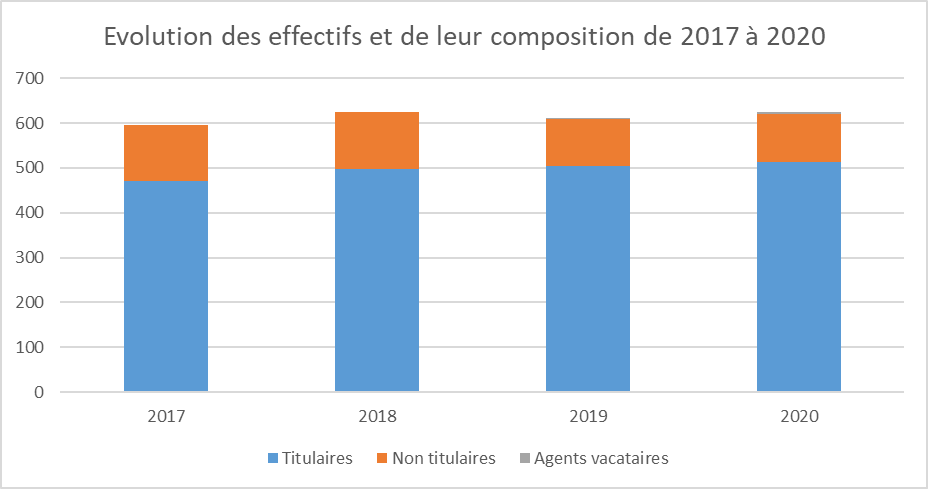 Evolution des effectifs et de leur composition de 2017 à 2020
700
600
500
400
300
200
100
0
2017 2018 2019 2020
Titulaires Non titulaires Agents vacataires